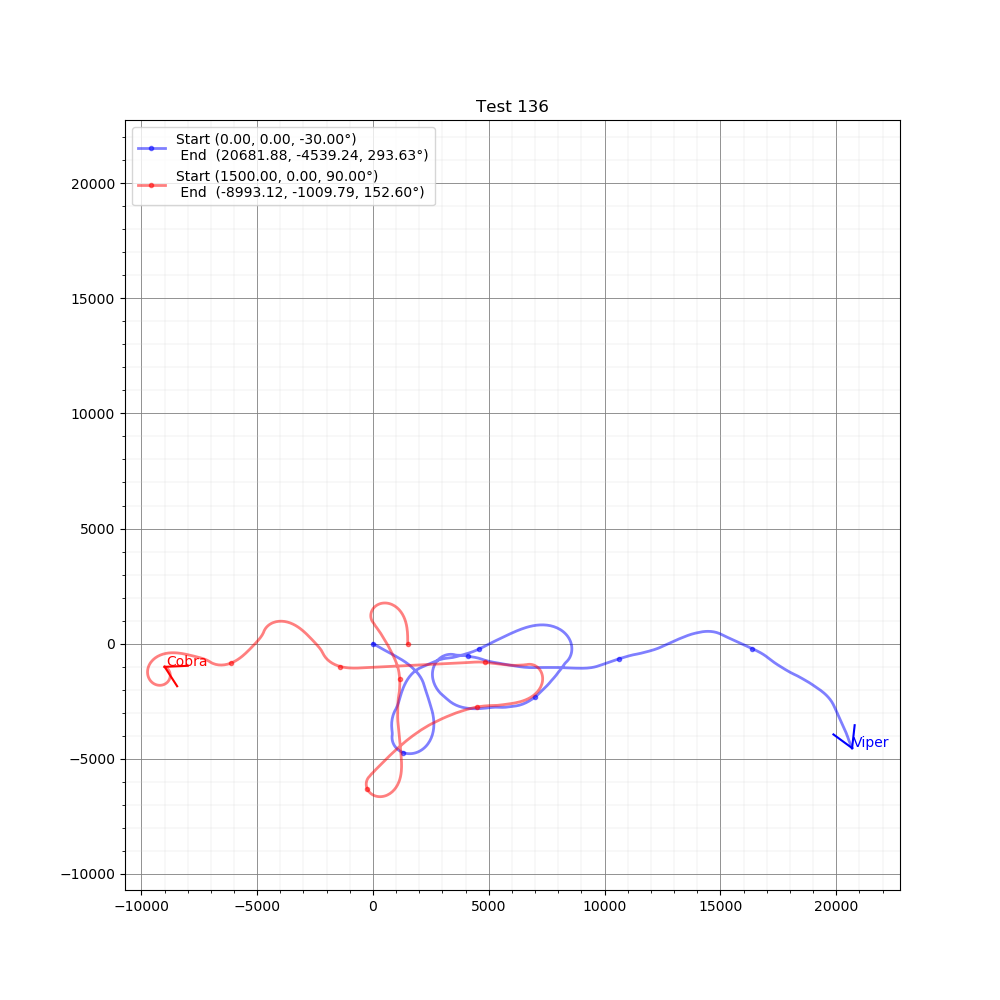 Test 136
Start (0.00, 0.00, -30.00°)
End (20681.88, -4539.24, 293.63°)
Start (1500.00, 0.00, 90.00°)
End (-8993.12, -1009.79, 152.60°)
20000
15000
10000
5000
0
−5000
−10000
Cobra
Viper
−10000
−5000
0
5000
10000
15000
20000